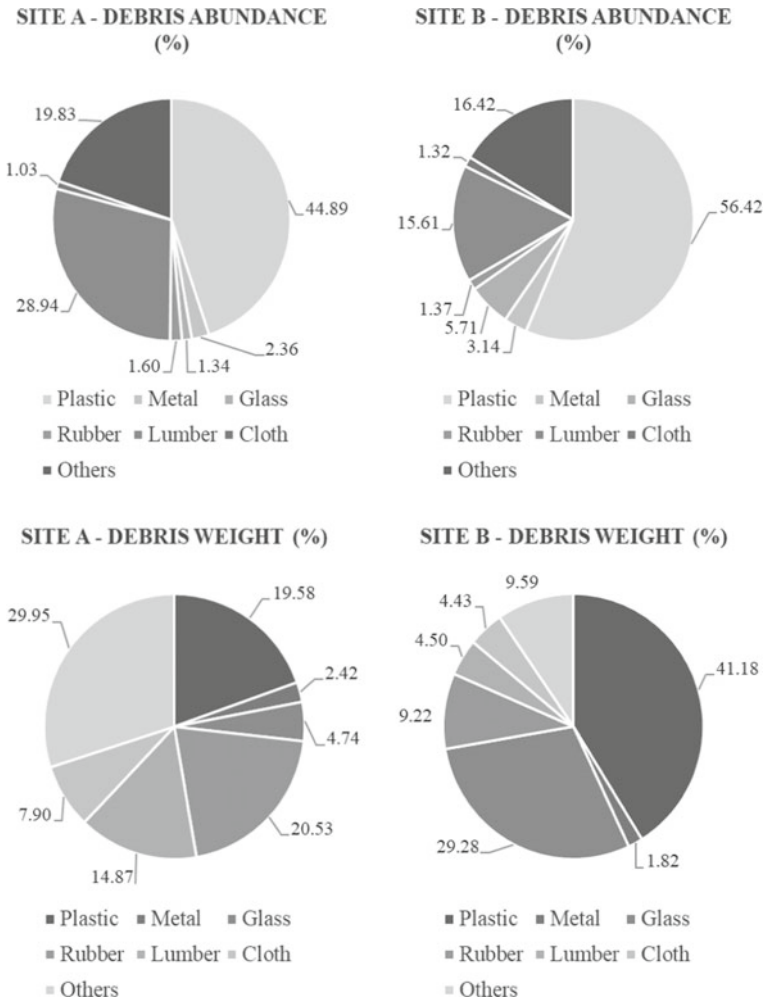 SITE A - DEBRIS ABUNDANCE
(%)
19.83
1.03
28.94
1.60
1.34
2.36
44.89
Plastic Metal Glass
Rubber Lumber Cloth
Others
SITE B - DEBRIS ABUNDANCE
(%)
16.42
1.32
15.61
1.37
5.71
3.14
56.42
Plastic Metal Glass
Rubber Lumber Cloth
Others
SITE A - DEBRIS WEIGHT (%)
29.95
19.58
2.42
4.74
20.53
14.87
7.90
Plastic Metal Glass
Rubber Lumber Cloth
Others
SITE B - DEBRIS WEIGHT (%)
9.59
4.43
4.50
9.22
29.28
1.82
41.18
Plastic Metal Glass
Rubber Lumber Cloth
Others